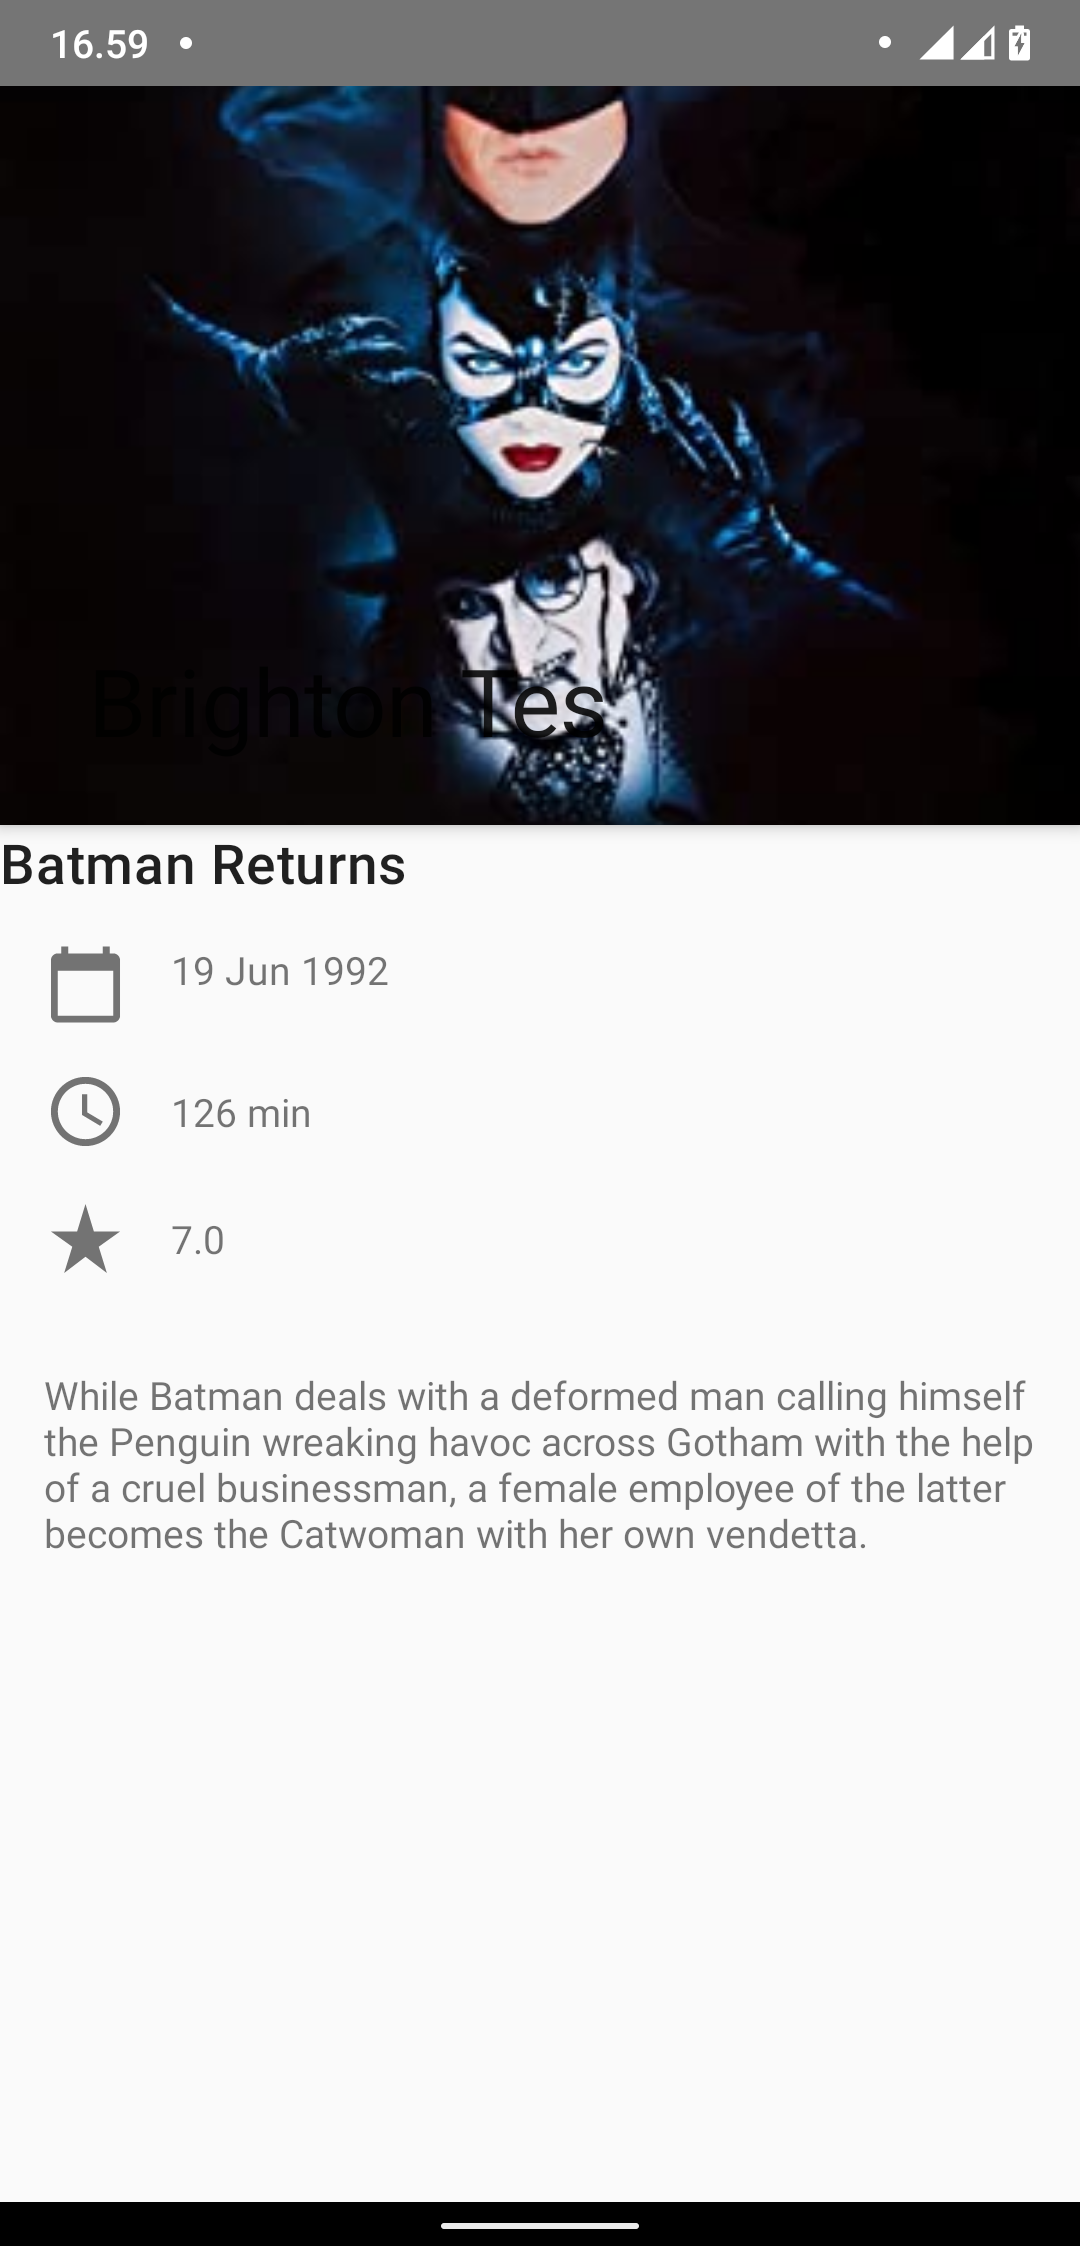 16.59
Brighton Tes
Batman Returns
19 Jun 1992
126 min
7.0
While Batman deals with a deformed man calling himself
the Penguin wreaking havoc across Gotham with the help
of a cruel businessman, a female employee of the latter
becomes the Catwoman with her own vendetta.